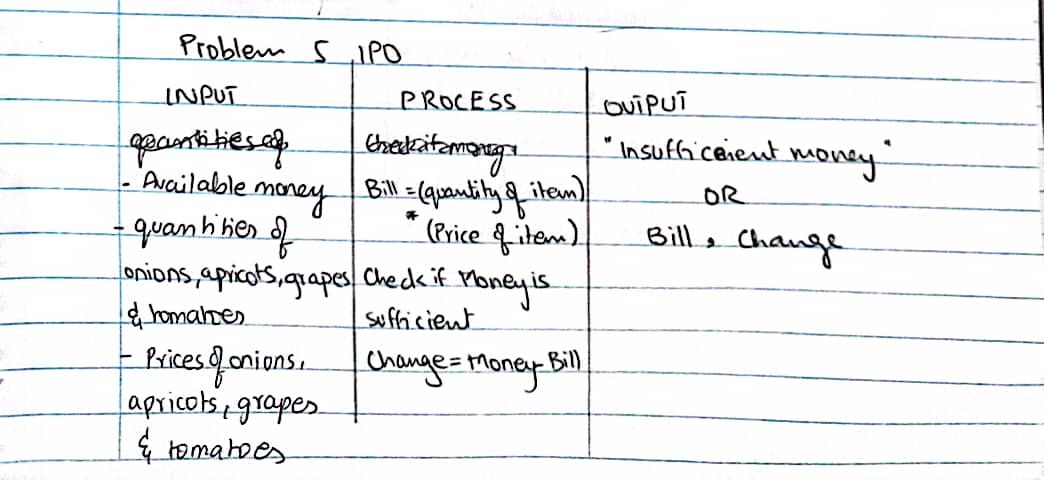 Problem 5 IPO
INPUT
quantities of
- Available money
- quantities of
onions, apricots, grapes
& tomatoes
- Prices of onions,
apricots, grapes
& tomatoes
PROCESS
Check if money
Bill = (quantity of item)
* (Price of item)
Check if Money is
sufficient
Change = Money - Bill
OUTPUT
"Insufficient money"
OR
Bill, Change